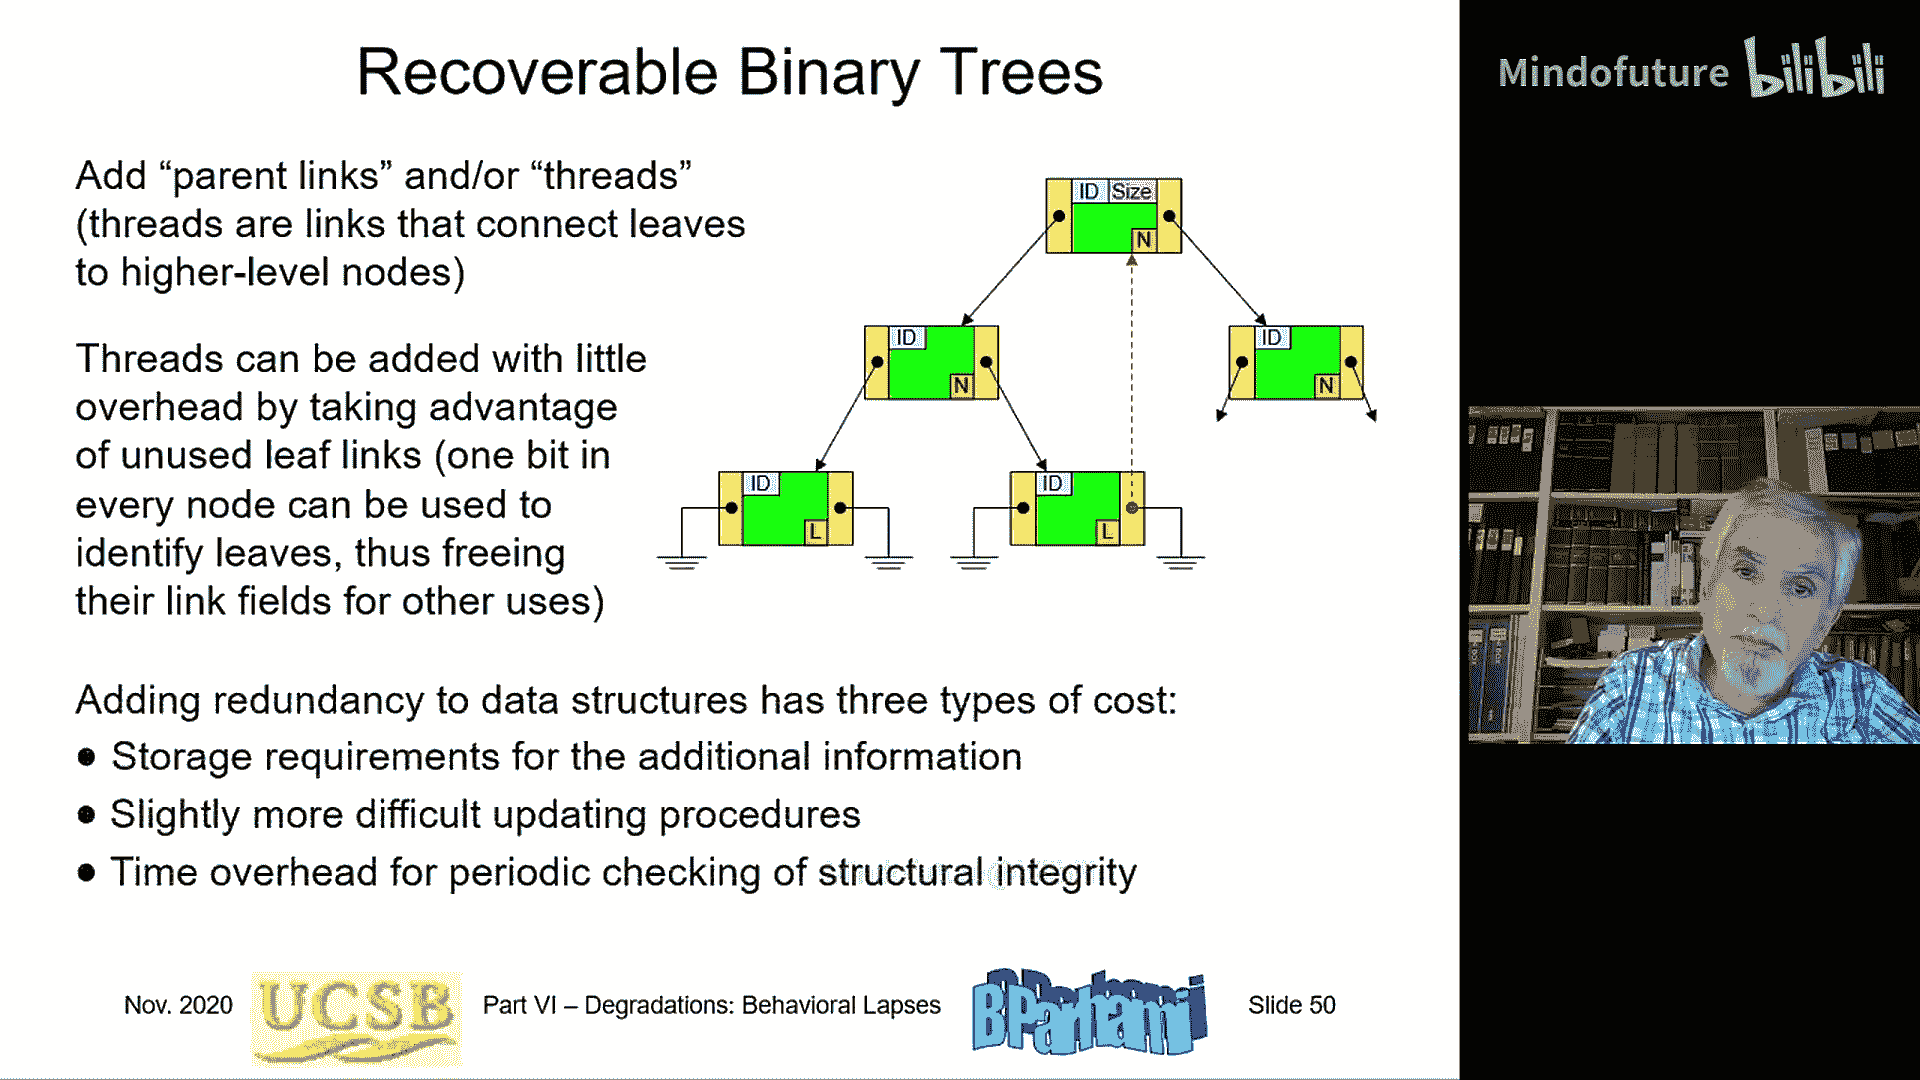 Recoverable Binary Trees
Mindofuture bilibili
Add “parent links” and/or “threads”
(threads are links that connect leaves
to higher-level nodes)
Threads can be added with little
overhead by taking advantage
of unused leaf links (one bit in
every node can be used to
identify leaves, thus freeing
their link fields for other uses)
ID Size
N
ID
N
ID
N
ID
L
ID
L
Adding redundancy to data structures has three types of cost:
● Storage requirements for the additional information
● Slightly more difficult updating procedures
● Time overhead for periodic checking of structural integrity
Nov. 2020
UCSB
Part VI – Degradations: Behavioral Lapses
BParhami
Slide 50